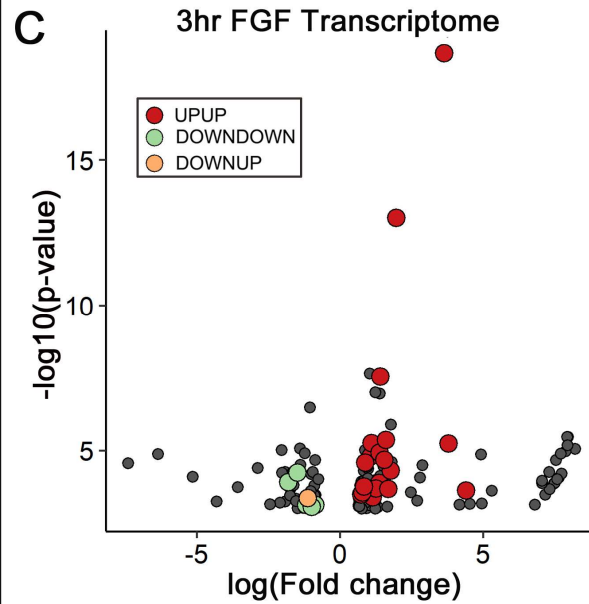 C
3hr FGF Transcriptome
UPUP
DOWNDOWN
DOWNUP
15
10
5
-log10(p-value)
-5
0
5
log(Fold change)